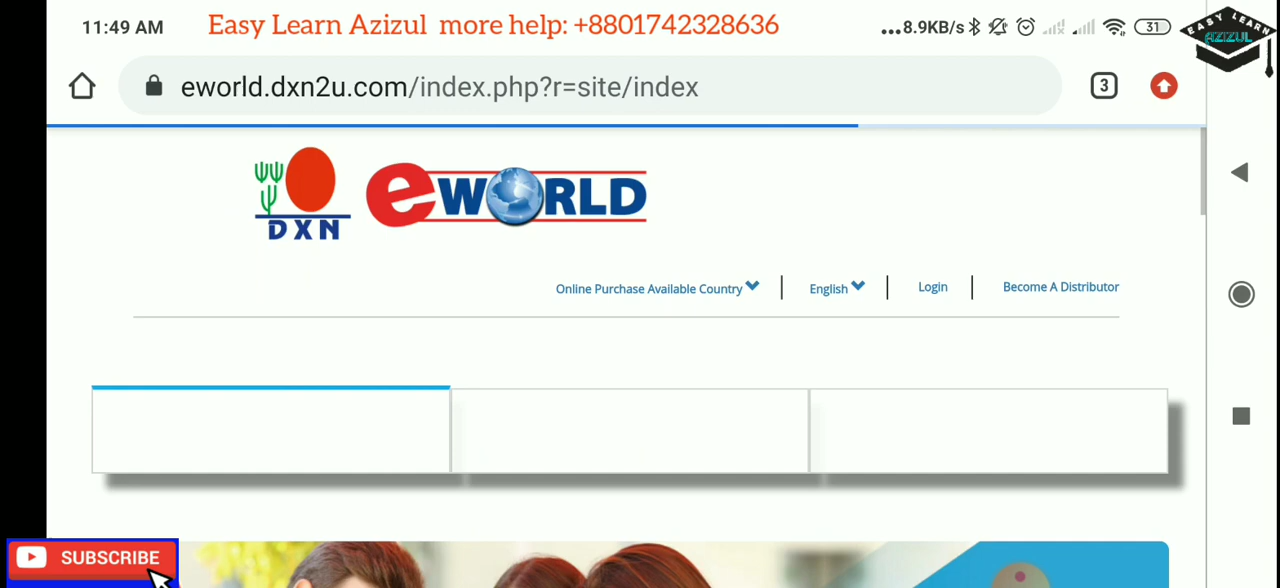 11:49 AM Easy Learn Azizul more help: +8801742328636 ...8.9KB/s 31
EASY LEARN
AZIZUL
eworld.dxn2u.com/index.php?r=site/index 3
DXN eWORLD
Online Purchase Available Country | English | Login | Become A Distributor
SUBSCRIBE